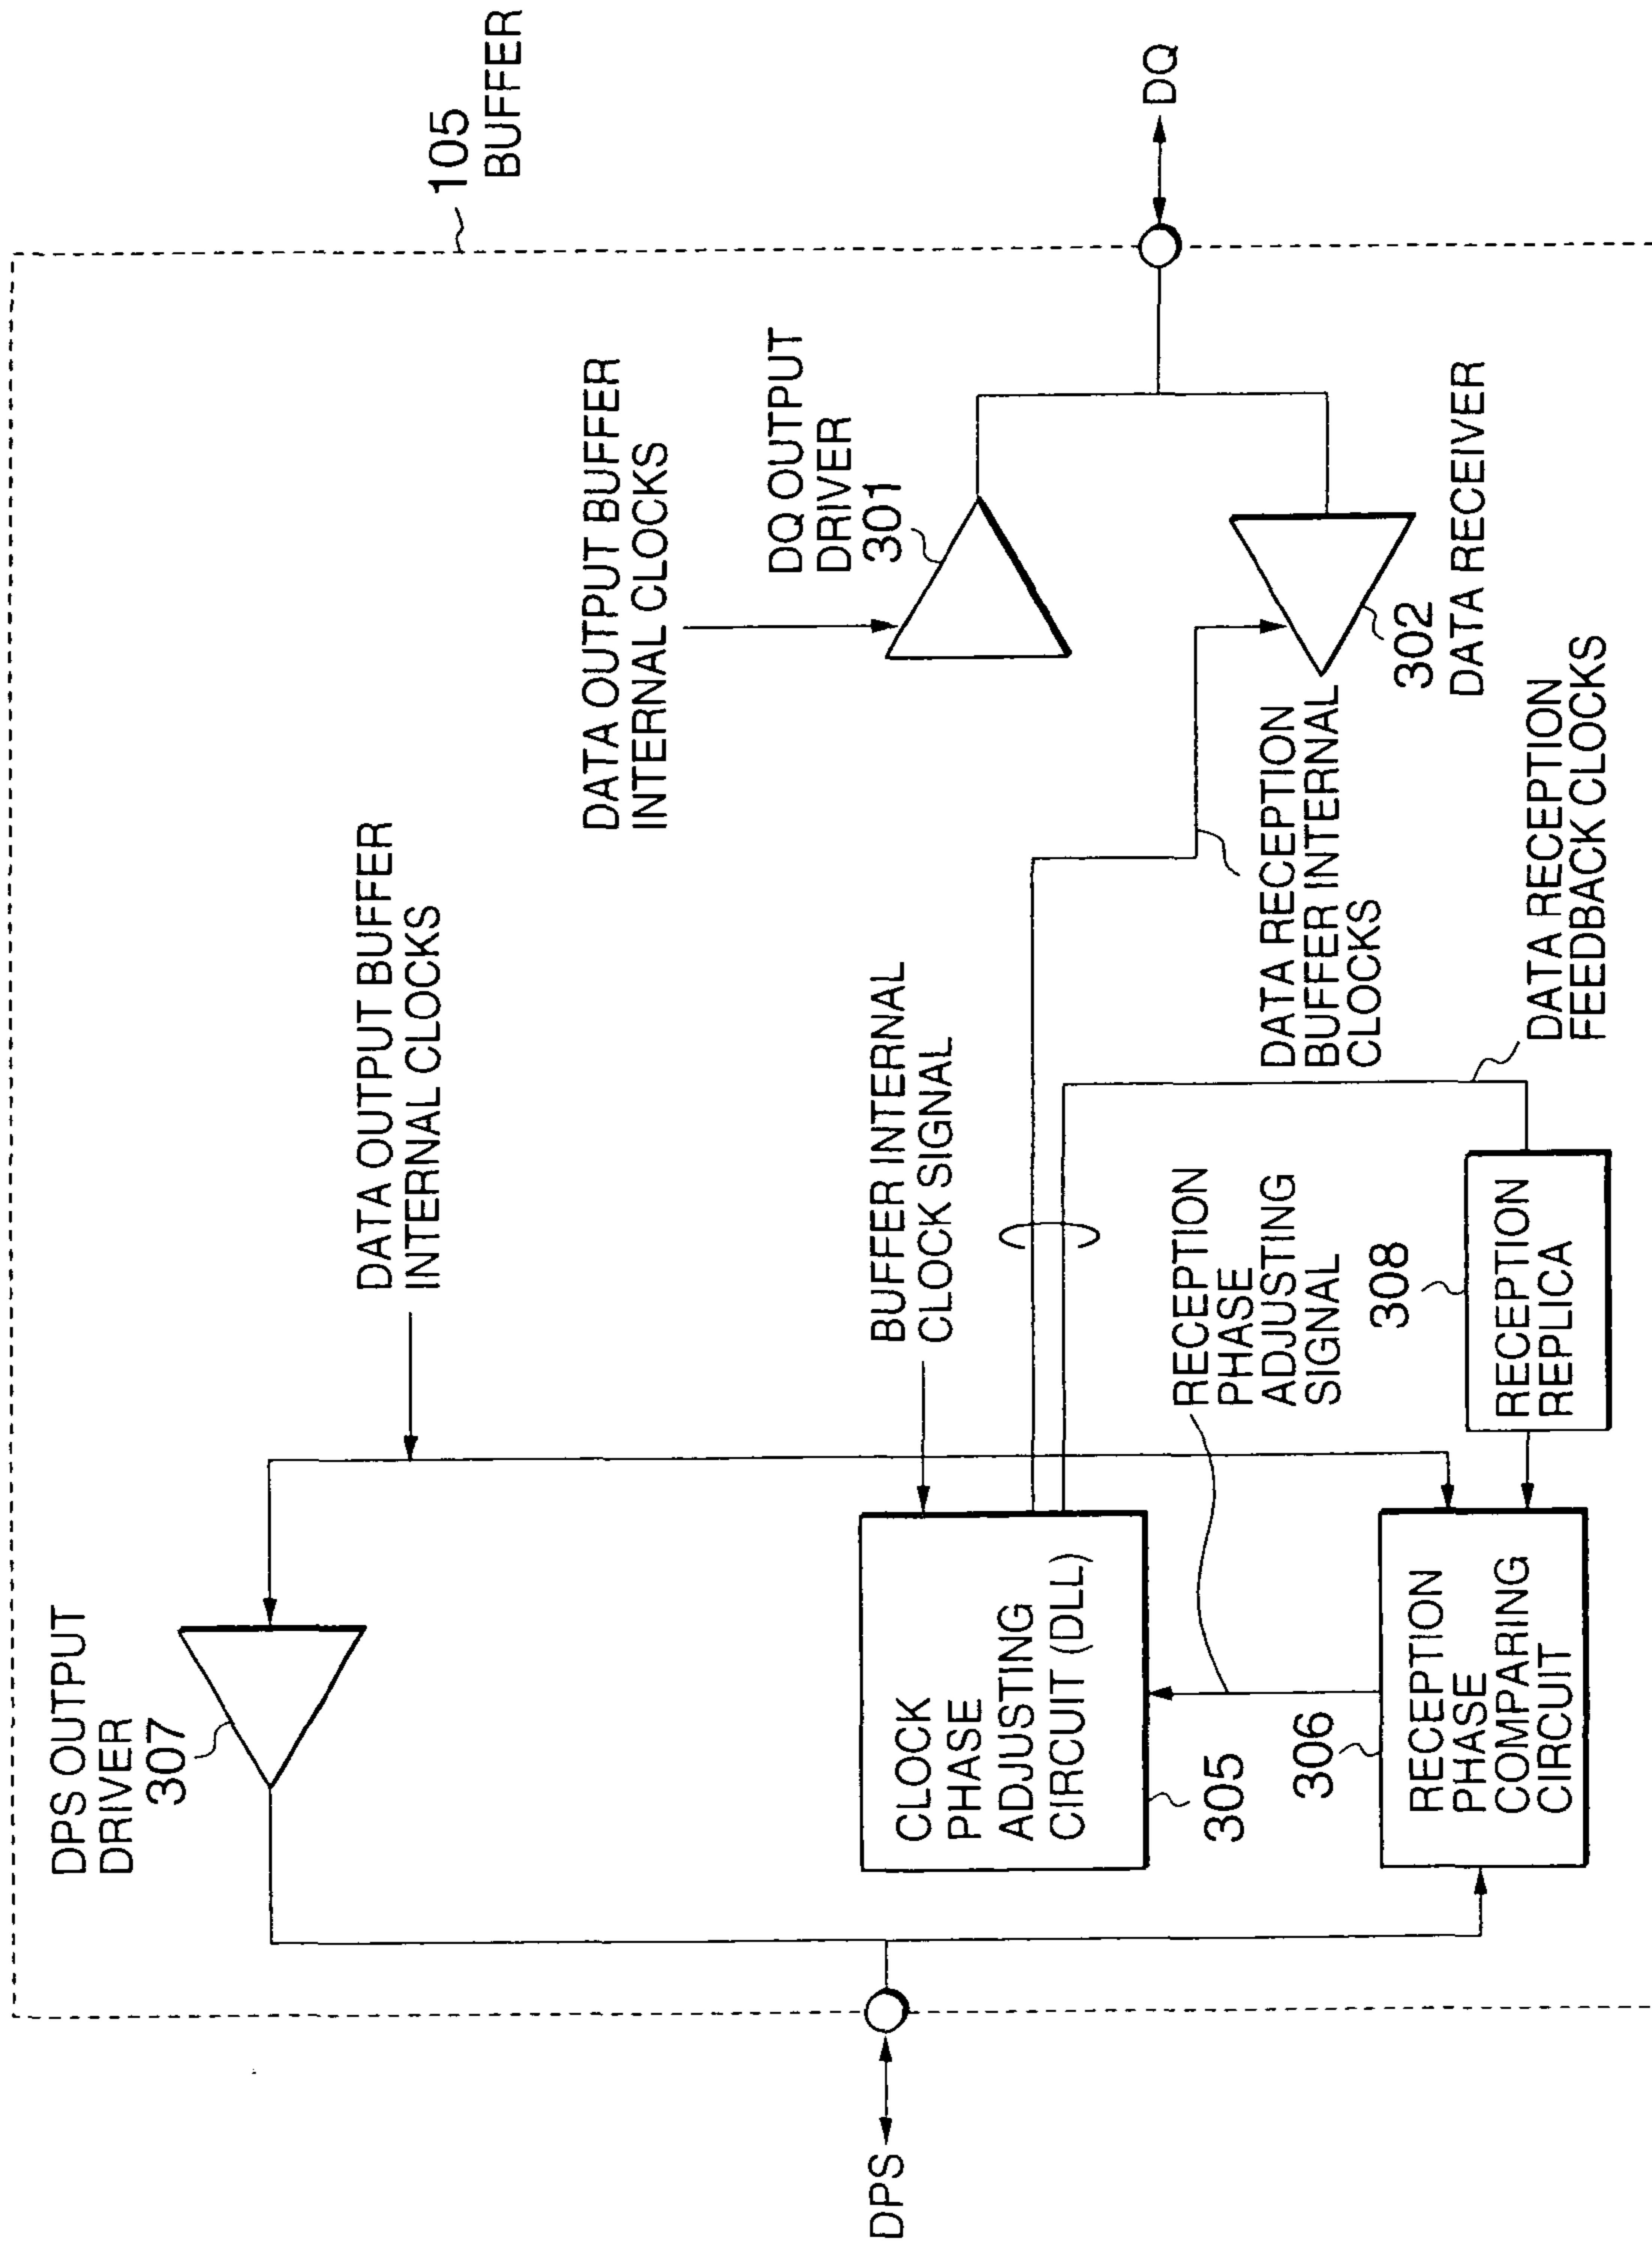 105
BUFFER
DPS OUTPUT
DRIVER
307
DATA OUTPUT BUFFER
INTERNAL CLOCKS
DATA OUTPUT BUFFER
INTERNAL CLOCKS
DQ OUTPUT
DRIVER
301
DQ
DPS
BUFFER INTERNAL
CLOCK SIGNAL
CLOCK
PHASE
ADJUSTING
CIRCUIT (DLL)
305
RECEPTION
PHASE
ADJUSTING
SIGNAL
DATA RECEPTION
BUFFER INTERNAL
CLOCKS
302
DATA RECEIVER
306
RECEPTION
PHASE
COMPARING
CIRCUIT
308
RECEPTION
REPLICA
DATA RECEPTION
FEEDBACK CLOCKS